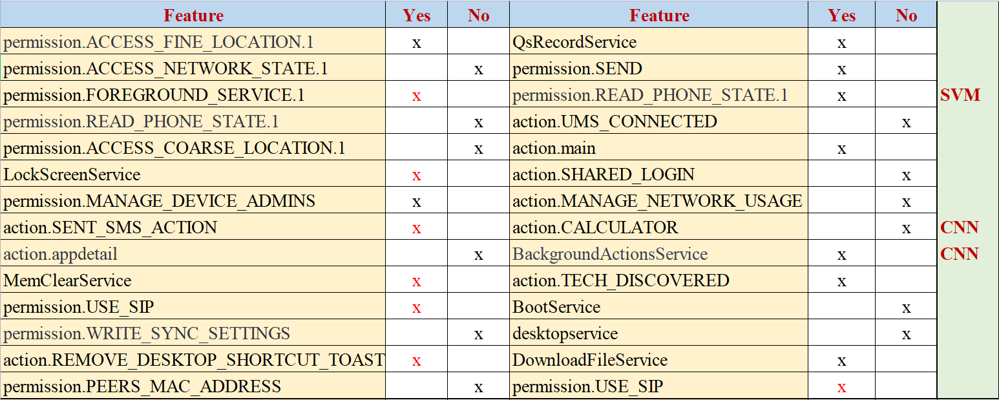 Feature Yes No Feature Yes No
permission.ACCESS_FINE_LOCATION.1 x QsRecordService x
permission.ACCESS_NETWORK_STATE.1 x permission.SEND x
permission.FOREGROUND_SERVICE.1 x permission.READ_PHONE_STATE.1 x SVM
permission.READ_PHONE_STATE.1 x action.UMS_CONNECTED x
permission.ACCESS_COARSE_LOCATION.1 x action.main x
LockScreenService x action.SHARED_LOGIN x
permission.MANAGE_DEVICE_ADMINS x action.MANAGE_NETWORK_USAGE x
action.SENT_SMS_ACTION x action.CALCULATOR x CNN
action.appdetail x BackgroundActionsService x CNN
MemClearService x action.TECH_DISCOVERED x
permission.USE_SIP x BootService x
permission.WRITE_SYNC_SETTINGS x desktopservice x
action.REMOVE_DESKTOP_SHORTCUT_TOAST x DownloadFileService x
permission.PEERS_MAC_ADDRESS x permission.USE_SIP x